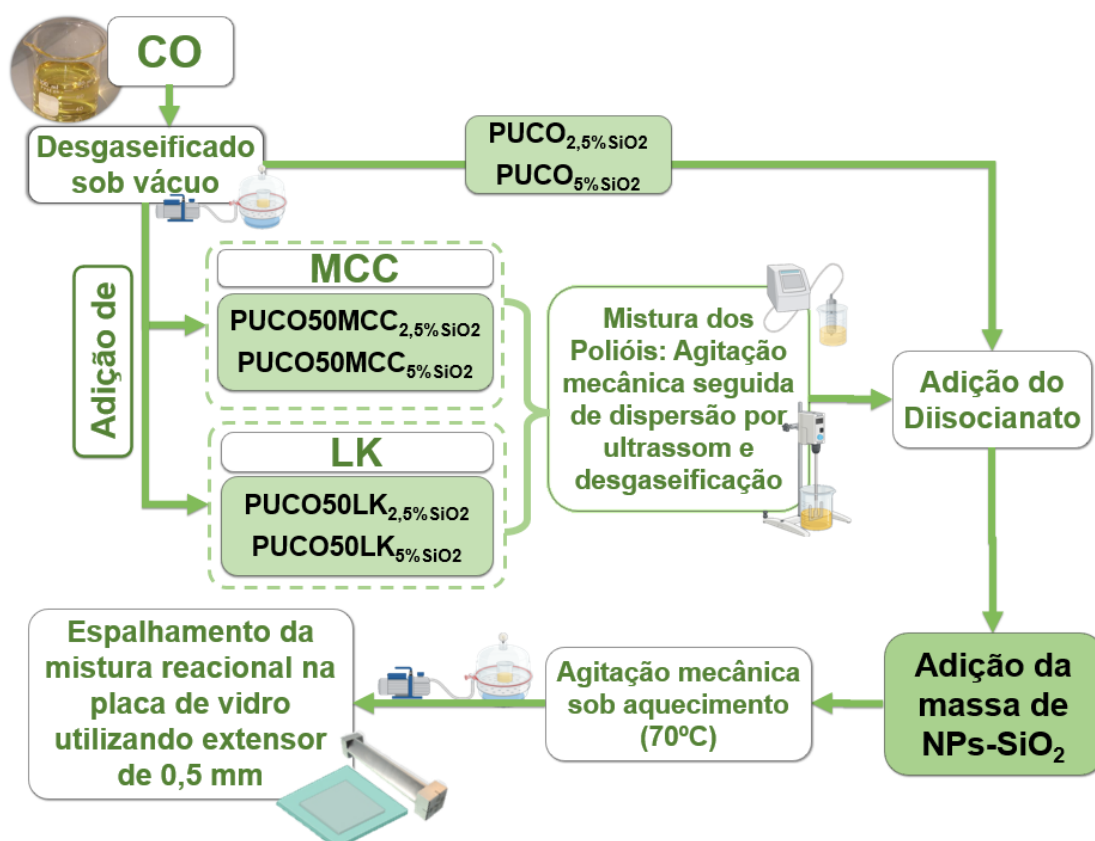 CO
Desgaseificado
sob vácuo
PUCO2,5%SiO2
PUCO5%SiO2
Adição de
MCC
PUCO50MCC2,5%SiO2
PUCO50MCC5%SiO2
LK
PUCO50LK2,5%SiO2
PUCO50LK5%SiO2
Mistura dos
Polióis: Agitação
mecânica seguida
de dispersão por
ultrassom e
desgaseificação
Adição do
Diisocianato
Adição da
massa de
NPs-SiO2
Agitação mecânica
sob aquecimento
(70ºC)
Espalhamento da
mistura reacional na
placa de vidro
utilizando extensor
de 0,5 mm